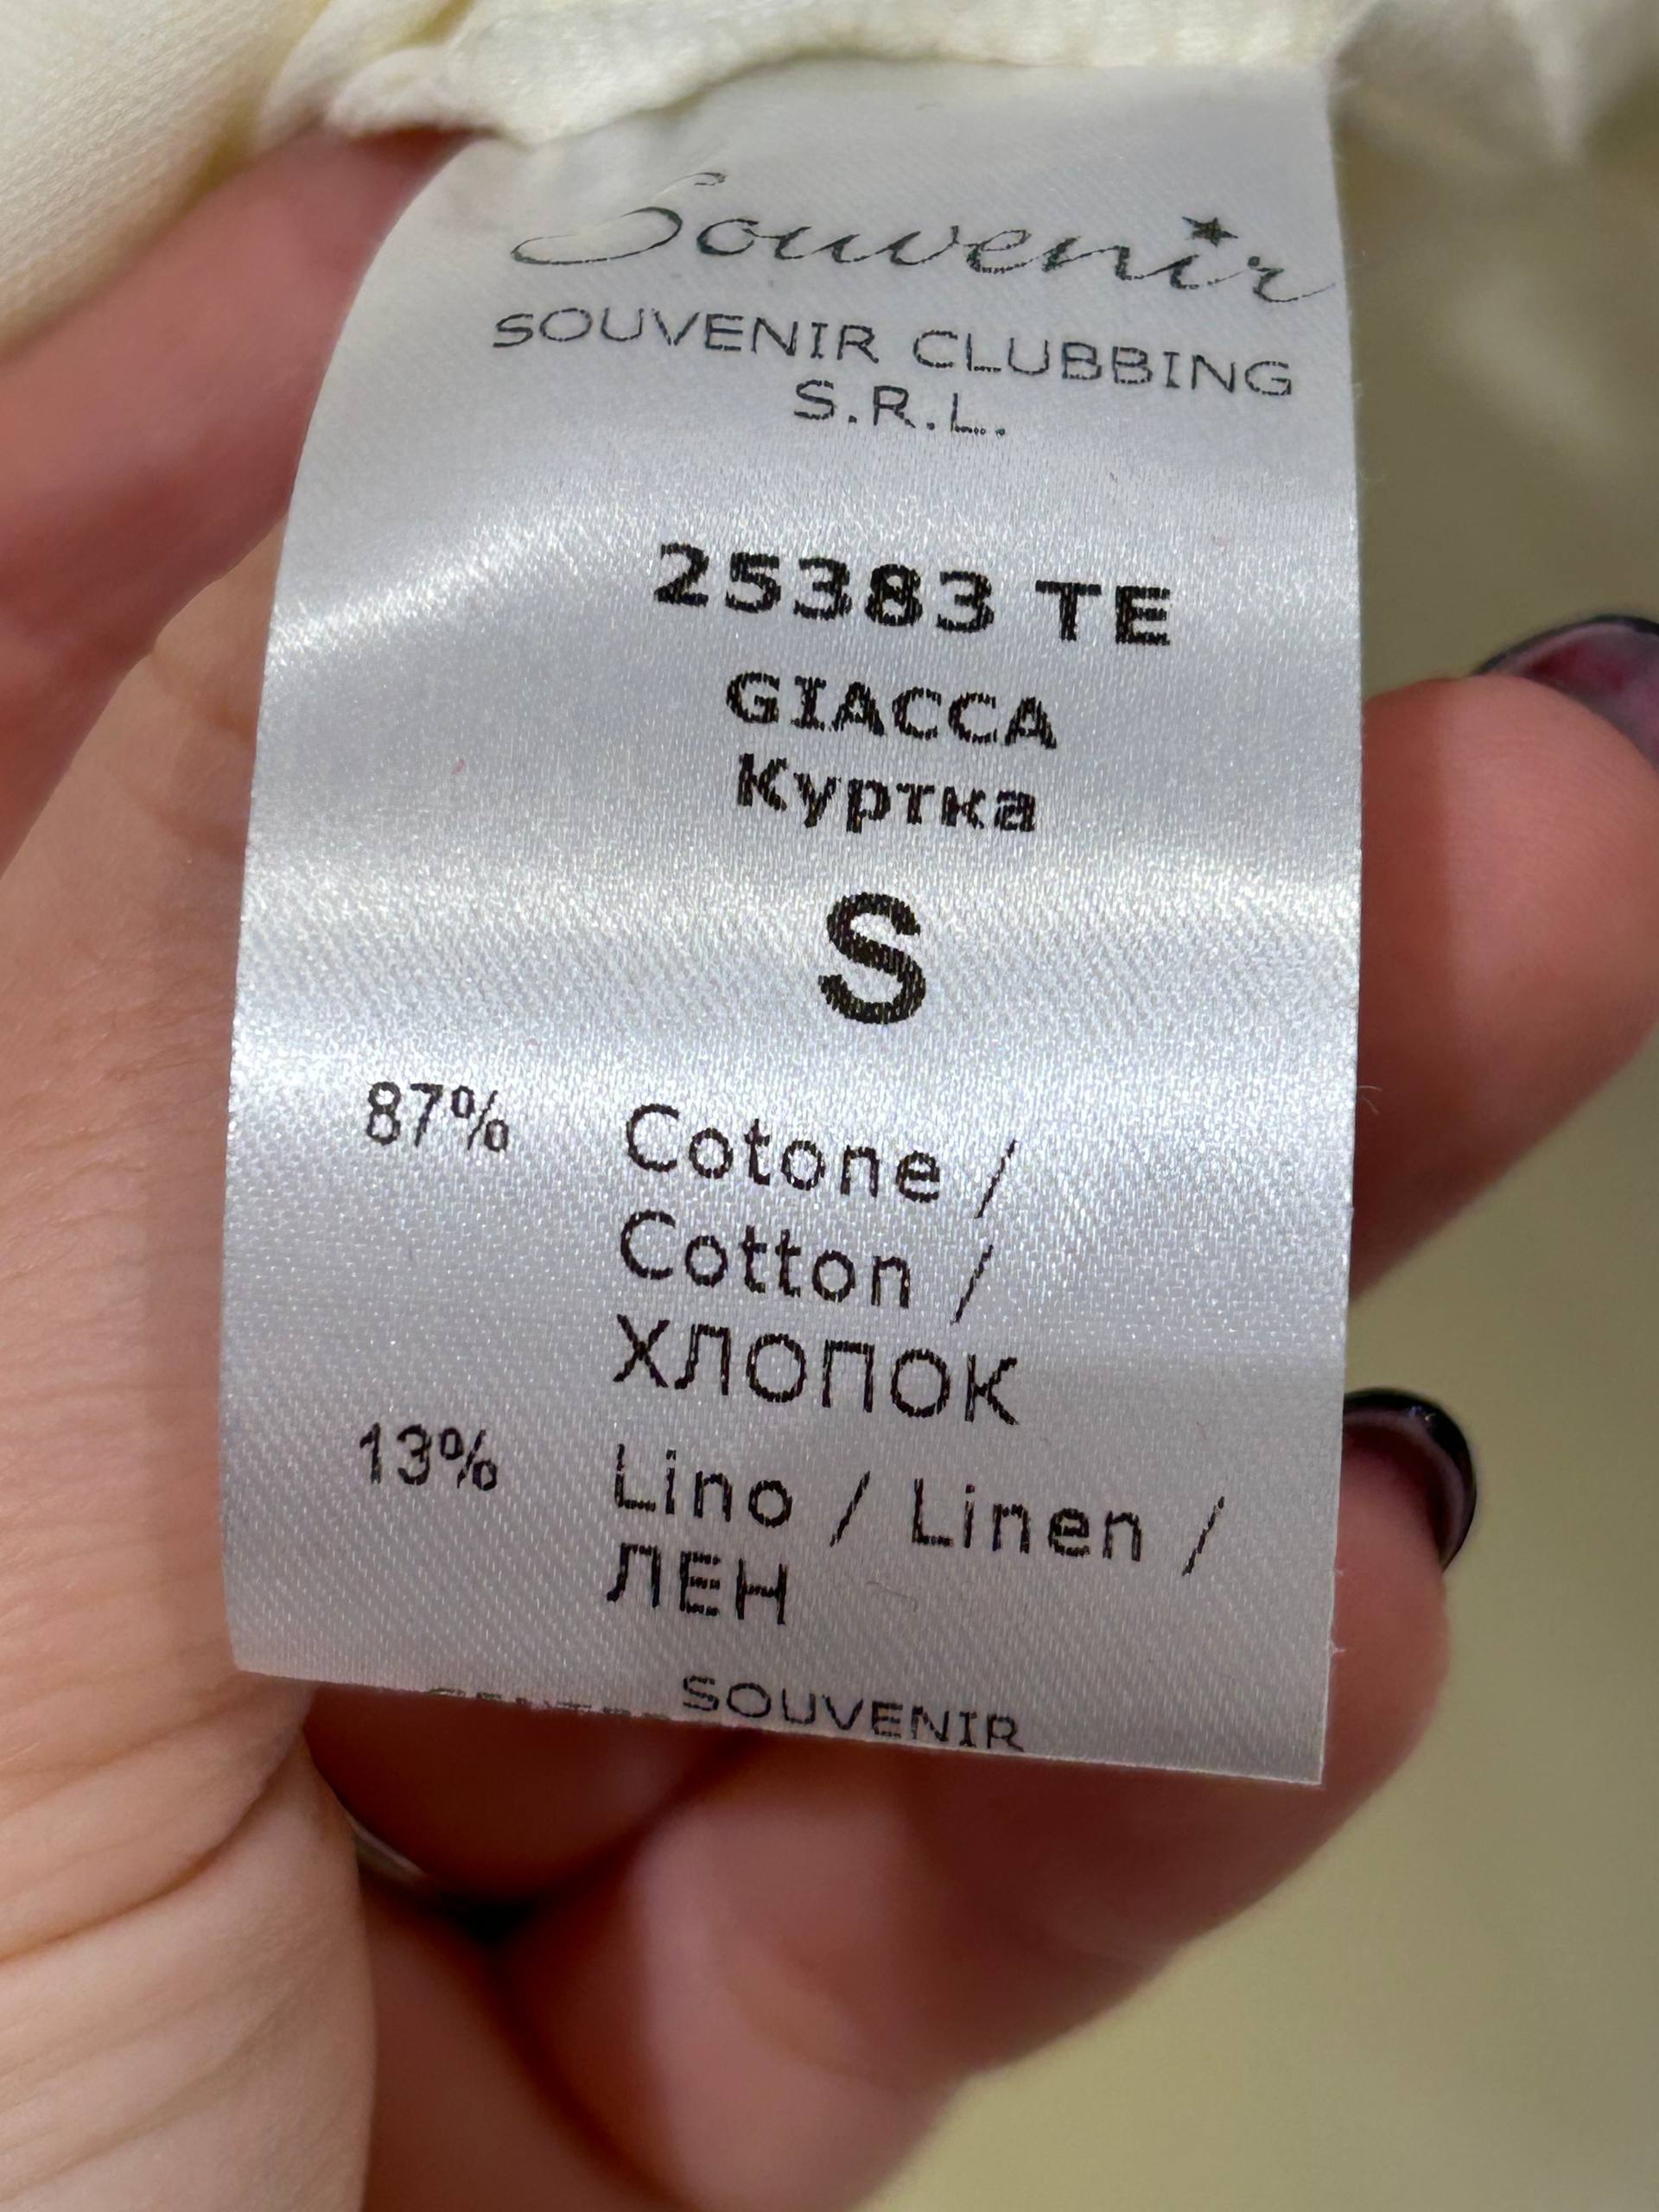 Souvenir
SOUVENIR CLUBBING
S.R.L.
25383 TE
GIACCA
Куртка
S
87% Cotone /
Cotton /
ХЛОПОК
13% Lino / Linen /
ЛЕН
SOUVENIR